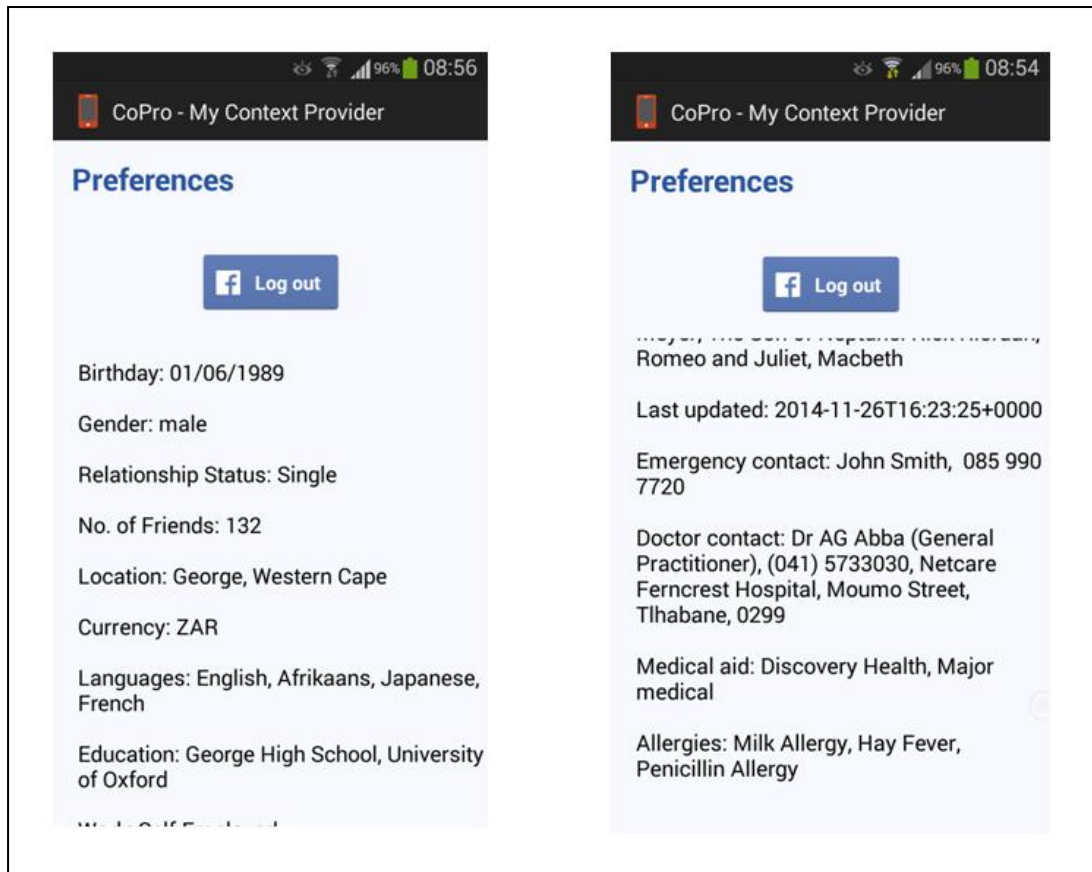 96% 08:56
CoPro - My Context Provider
Preferences
f Log out
Birthday: 01/06/1989
Gender: male
Relationship Status: Single
No. of Friends: 132
Location: George, Western Cape
Currency: ZAR
Languages: English, Afrikaans, Japanese,
French
Education: George High School, University
of Oxford
96% 08:54
CoPro - My Context Provider
Preferences
f Log out
Romeo and Juliet, Macbeth
Last updated: 2014-11-26T16:23:25+0000
Emergency contact: John Smith, 085 990
7720
Doctor contact: Dr AG Abba (General
Practitioner), (041) 5733030, Netcare
Ferncrest Hospital, Moumo Street,
Tlhabane, 0299
Medical aid: Discovery Health, Major
medical
Allergies: Milk Allergy, Hay Fever,
Penicillin Allergy